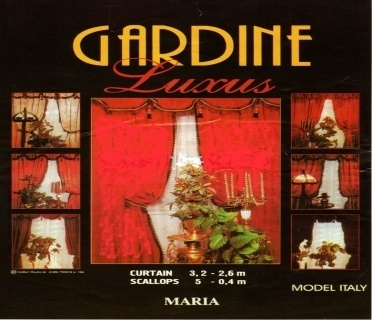 GARDINE
Luxus
CURTAIN 3,2 - 2,6 m
SCALLOPS 5 - 0,4 m
MODEL ITALY
MARIA